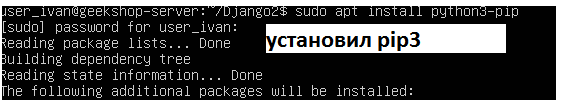 user_ivan@geekshop-server:~/Django2$ sudo apt install python3-pip
[sudo] password for user_ivan:
установил pip3
Reading package lists... Done
Building dependency tree
Reading state information... Done
The following additional packages will be installed: